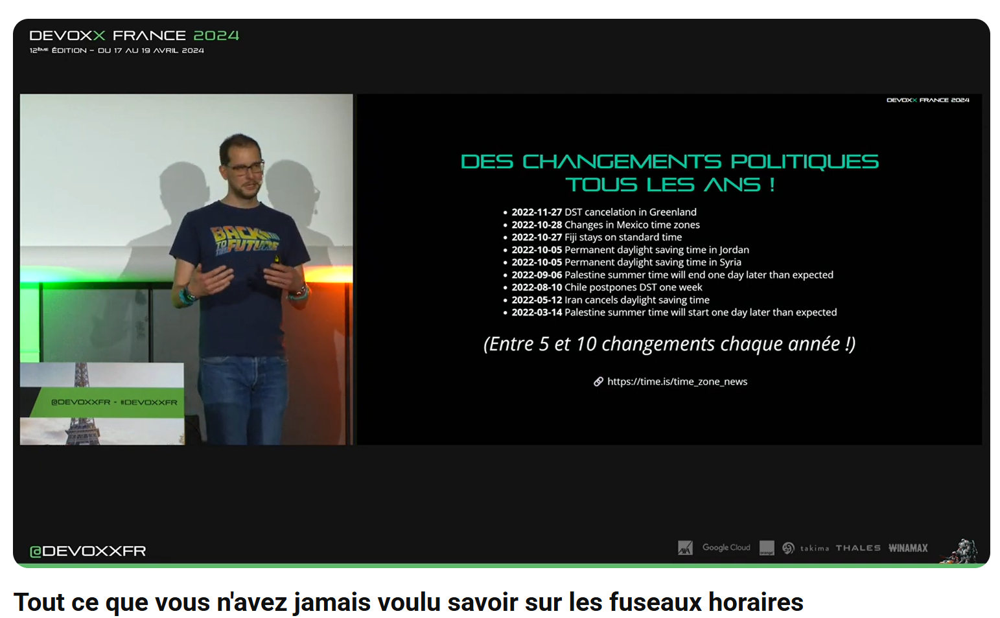 DEVOXX FRANCE 2024
12ÈME ÉDITION - DU 17 AU 19 AVRIL 2024
DEVOXX FRANCE 2024
BACK
TO THE
FUTURE
@DEVOXXFR - #DEVOXXFR
DES CHANGEMENTS POLITIQUES
TOUS LES ANS !
• 2022-11-27 DST cancelation in Greenland
• 2022-10-28 Changes in Mexico time zones
• 2022-10-27 Fiji stays on standard time
• 2022-10-05 Permanent daylight saving time in Jordan
• 2022-10-05 Permanent daylight saving time in Syria
• 2022-09-06 Palestine summer time will end one day later than expected
• 2022-08-10 Chile postpones DST one week
• 2022-05-12 Iran cancels daylight saving time
• 2022-03-14 Palestine summer time will start one day later than expected
(Entre 5 et 10 changements chaque année !)
https://time.is/time_zone_news
@DEVOXXFR
AXA Google Cloud orange takima THALES WINAMAX
Tout ce que vous n'avez jamais voulu savoir sur les fuseaux horaires